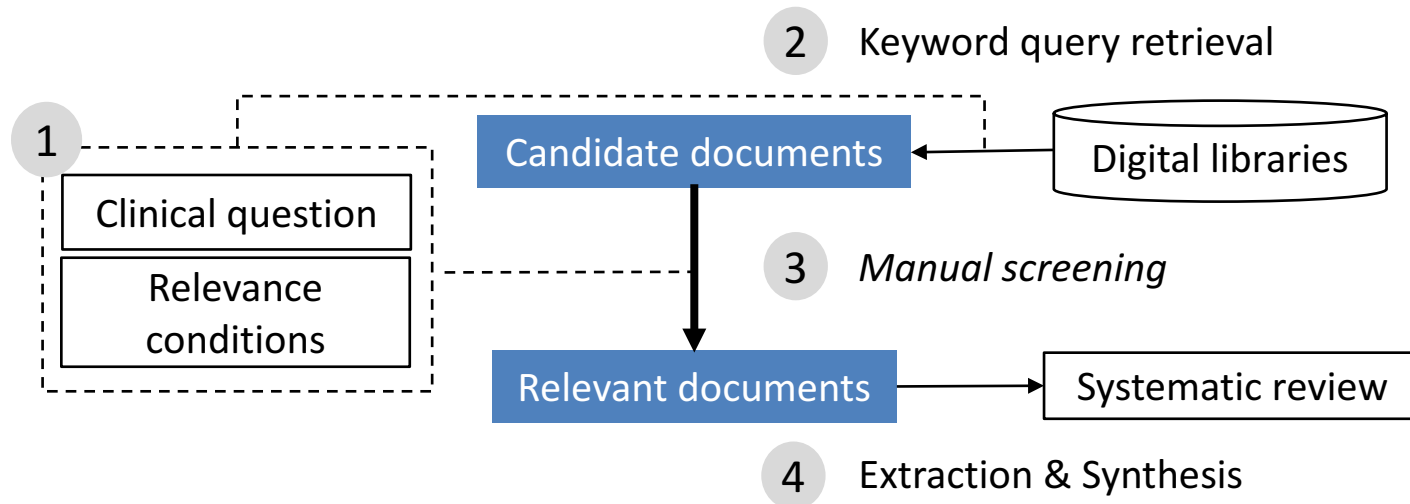 2 Keyword query retrieval
1
Candidate documents
Digital libraries
Clinical question
Relevance
conditions
3 Manual screening
Relevant documents
Systematic review
4 Extraction & Synthesis